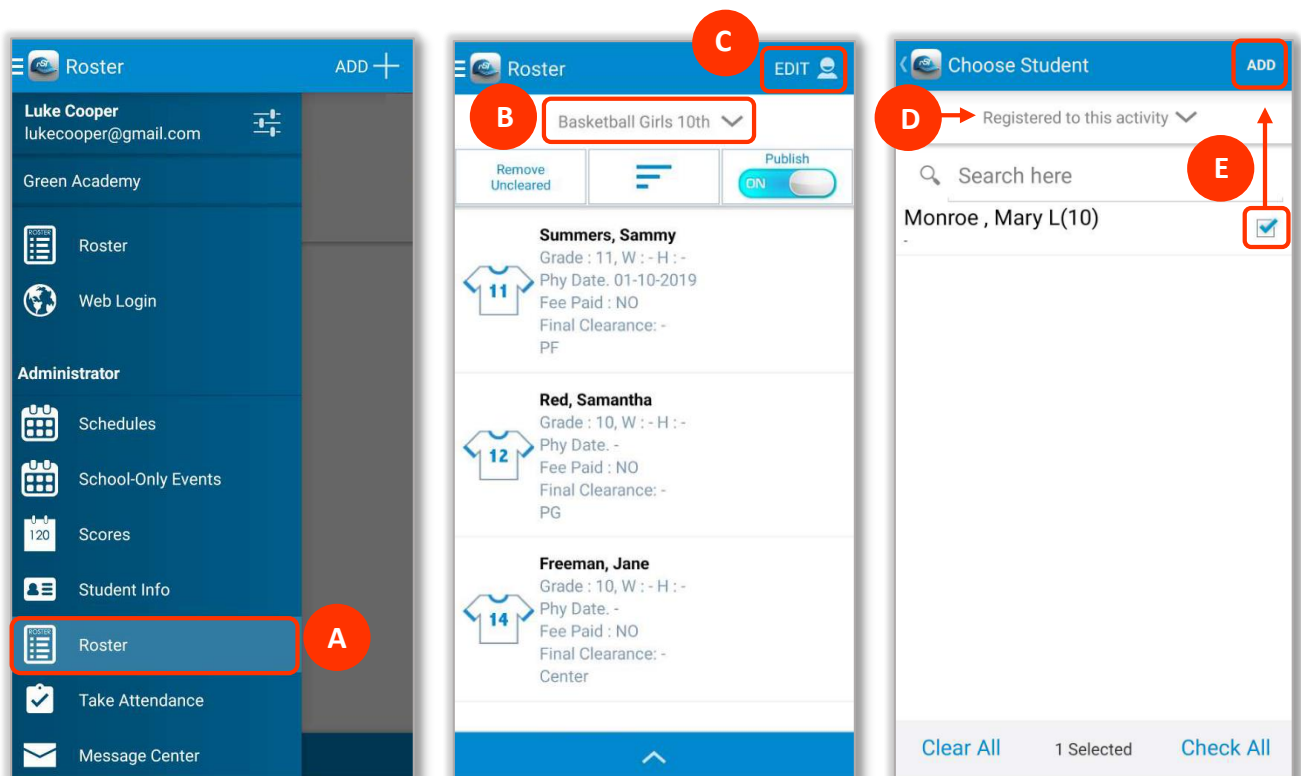 Roster
ADD
Luke Cooper
lukecooper@gmail.com
Green Academy
ROSTER
Roster
Web Login
Administrator
Schedules
School-Only Events
120
Scores
Student Info
ROSTER
Roster
A
Take Attendance
Message Center
C
Roster
EDIT
B
Basketball Girls 10th
Remove
Uncleared
Publish
ON
Summers, Sammy
Grade : 11, W : - H : -
11
Phy Date. 01-10-2019
Fee Paid : NO
Final Clearance: -
PF
Red, Samantha
Grade : 10, W : - H : -
12
Phy Date. -
Fee Paid : NO
Final Clearance: -
PG
Freeman, Jane
Grade : 10, W : - H : -
14
Phy Date. -
Fee Paid : NO
Final Clearance: -
Center
Choose Student
ADD
D
Registered to this activity
E
Search here
Monroe , Mary L(10)
-
Clear All
1 Selected
Check All